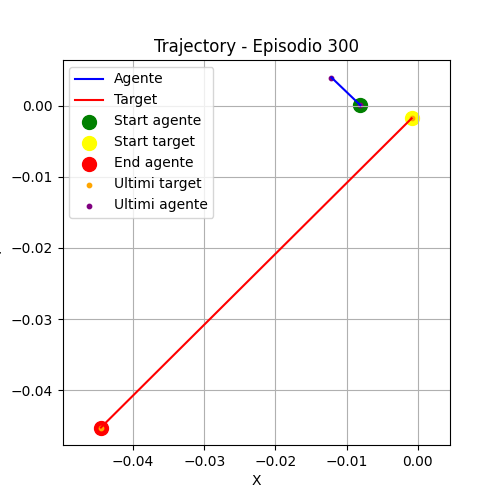 Trajectory - Episodio 300
Agente
Target
Start agente
Start target
End agente
Ultimi target
Ultimi agente
0.00
−0.01
−0.02
−0.03
−0.04
−0.04
−0.03
−0.02
−0.01
0.00
X